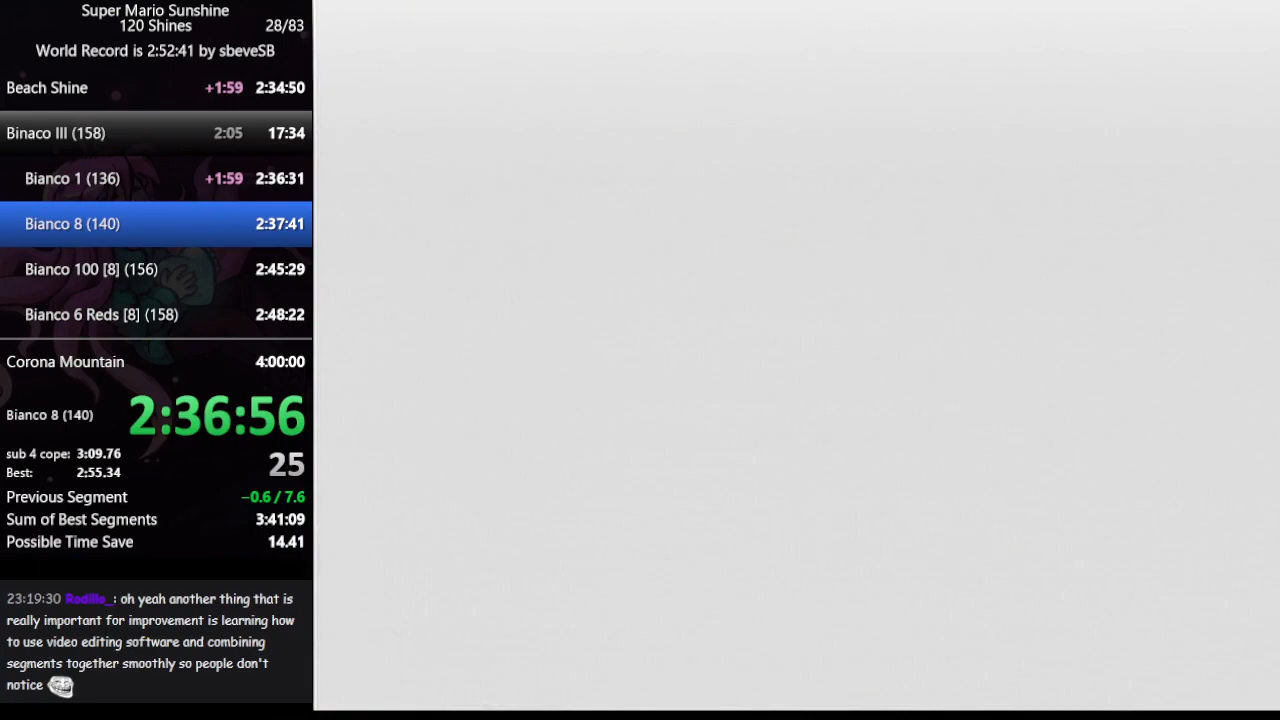 Super Mario Sunshine
120 Shines 28/83
World Record is 2:52:41 by sbeveSB
Beach Shine +1:59 2:34:50
Binaco III (158) 2:05 17:34
Bianco 1 (136) +1:59 2:36:31
Bianco 8 (140) 2:37:41
Bianco 100 [8] (156) 2:45:29
Bianco 6 Reds [8] (158) 2:48:22
Corona Mountain 4:00:00
Bianco 8 (140) 2:36:56
sub 4 cope: 3:09.76
Best: 2:55.34 25
Previous Segment −0.6 / 7.6
Sum of Best Segments 3:41:09
Possible Time Save 14.41
23:19:30 Rodillo_: oh yeah another thing that is
really important for improvement is learning how
to use video editing software and combining
segments together smoothly so people don't
notice